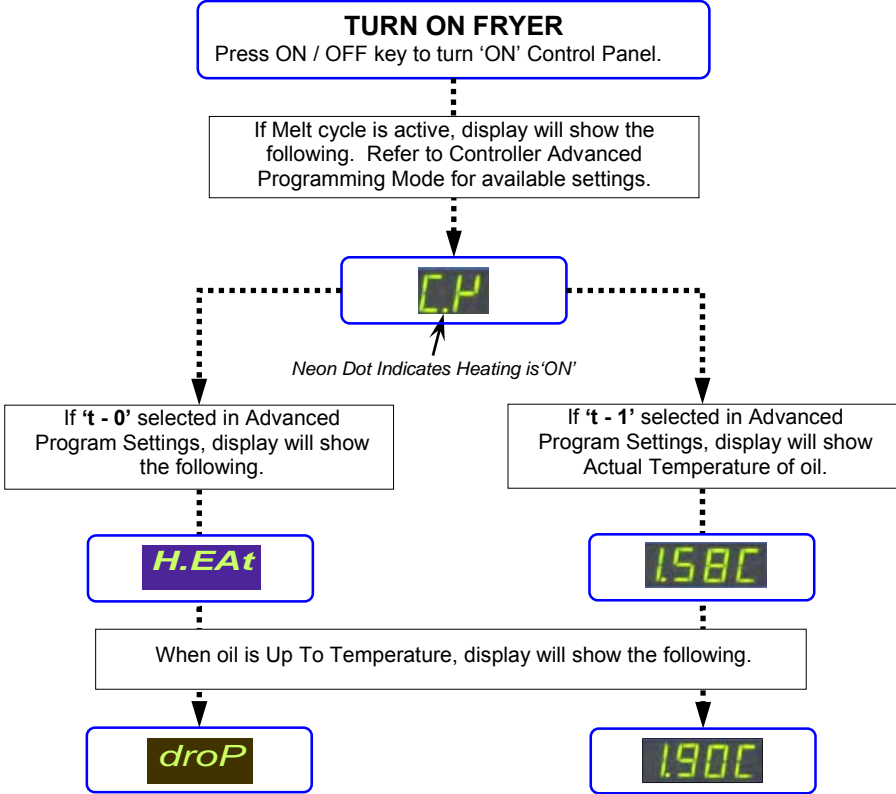 TURN ON FRYER
Press ON / OFF key to turn ‘ON’ Control Panel.
If Melt cycle is active, display will show the
following. Refer to Controller Advanced
Programming Mode for available settings.
Neon Dot Indicates Heating is‘ON’
If ‘t - 0’ selected in Advanced
Program Settings, display will show
the following.
If ‘t - 1’ selected in Advanced
Program Settings, display will show
Actual Temperature of oil.
H.EAt
1.58C
When oil is Up To Temperature, display will show the following.
droP
1.90C